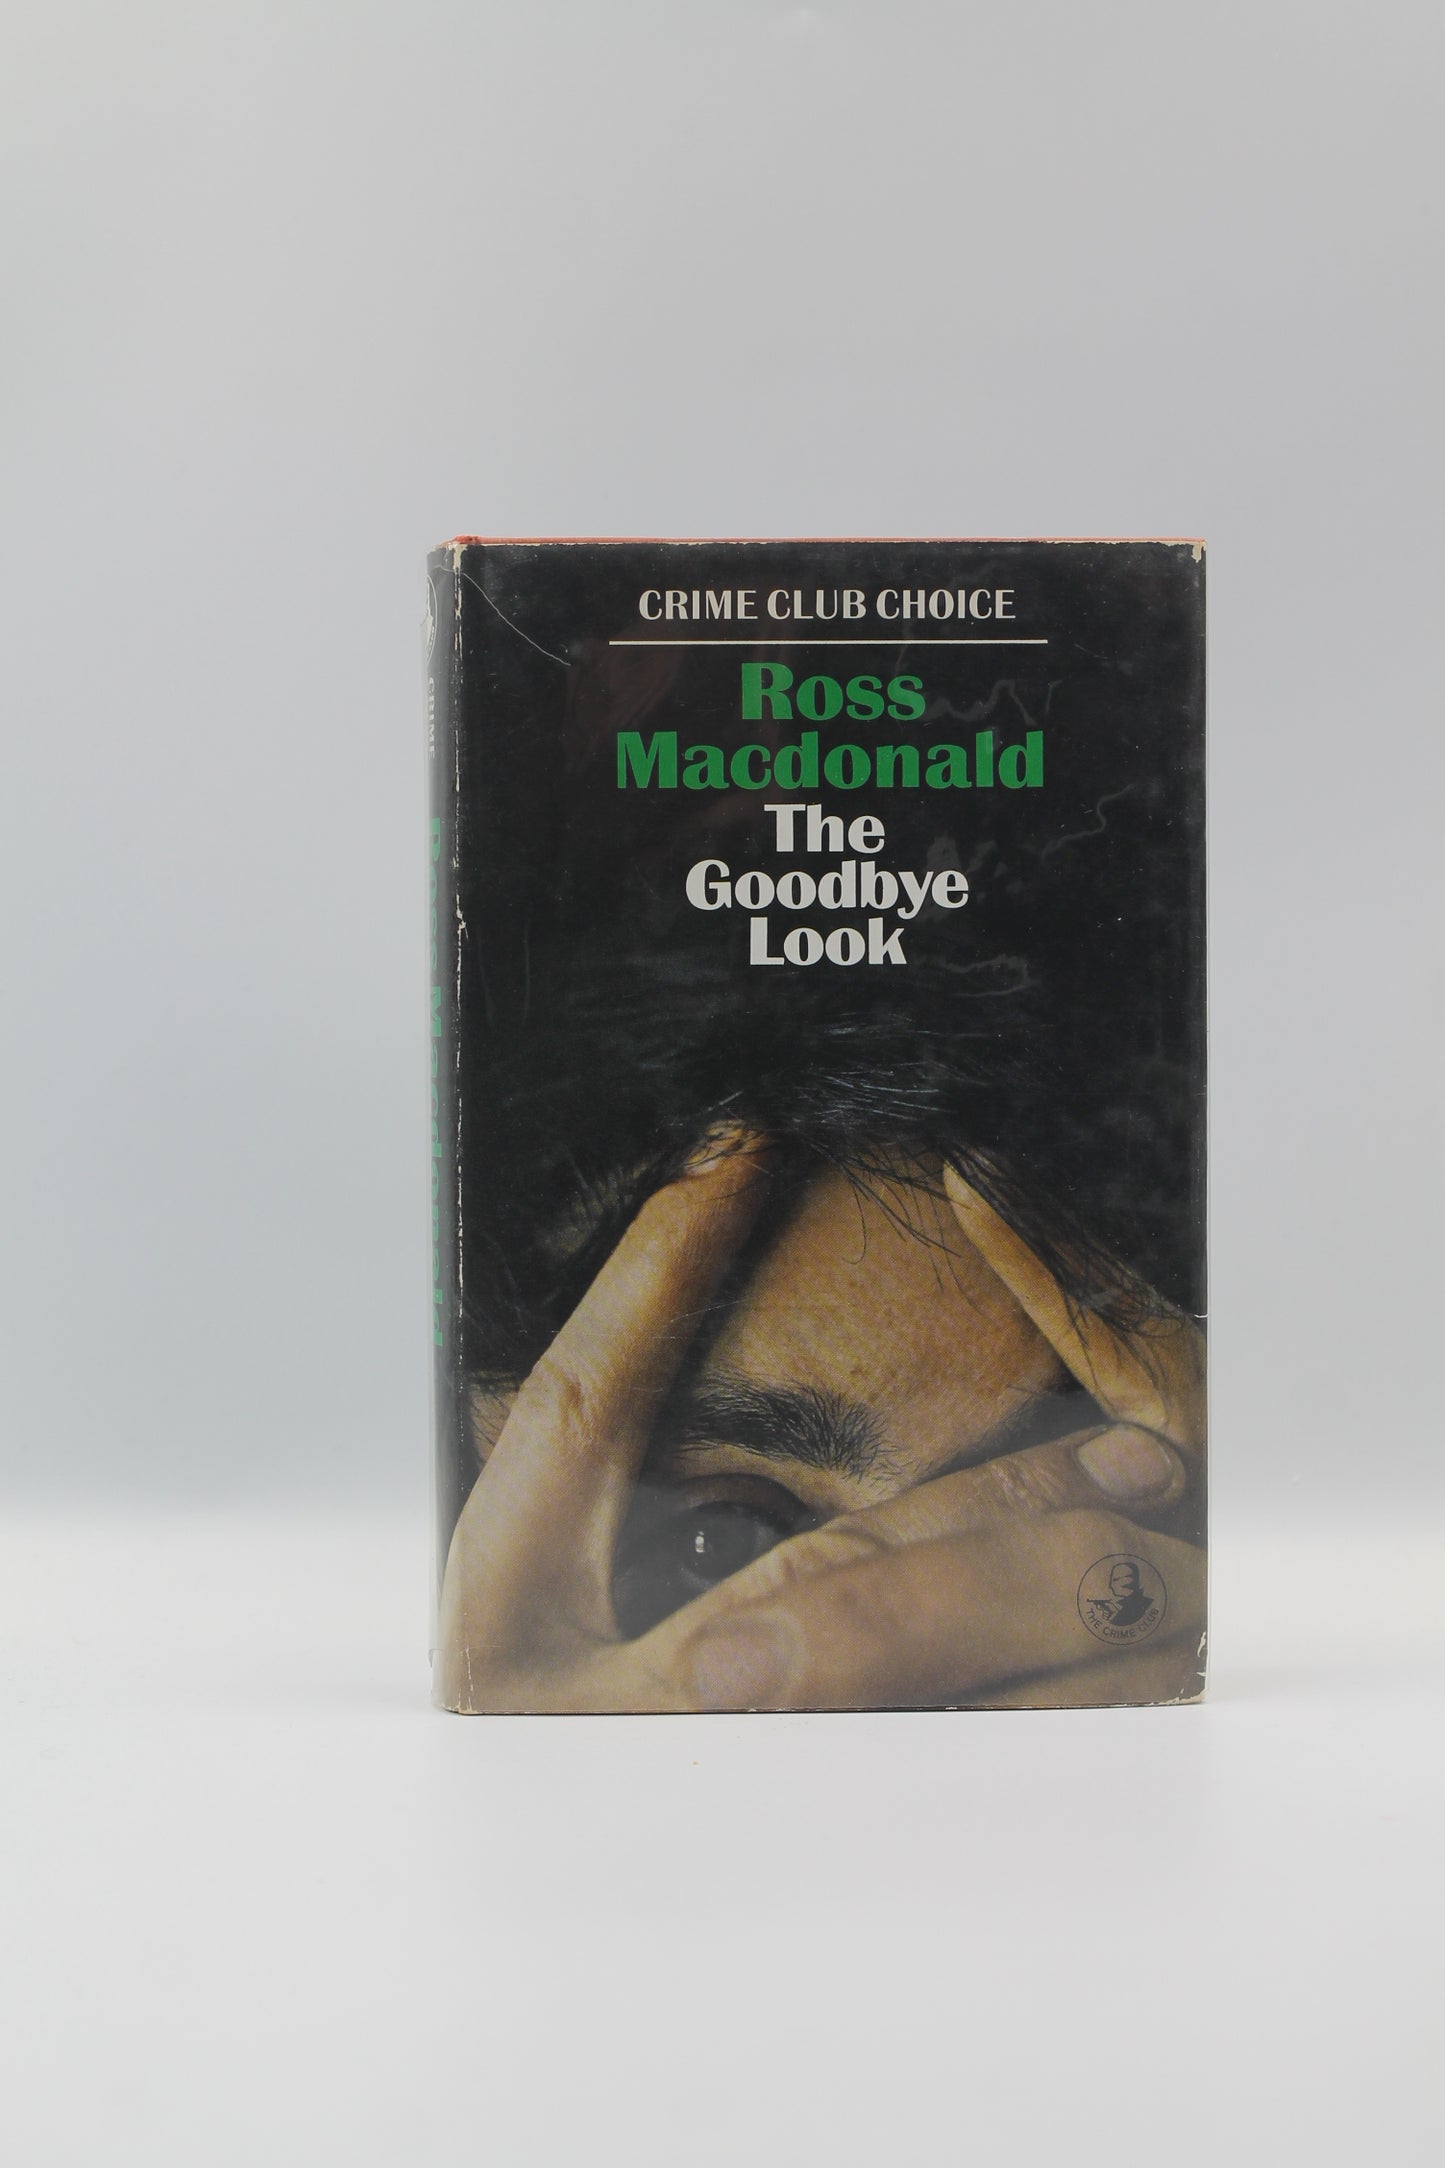 CRIME CLUB CHOICE
Ross
Macdonald
The
Goodbye
Look
THE CRIME CLUB
CRIME
Ross Macdonald